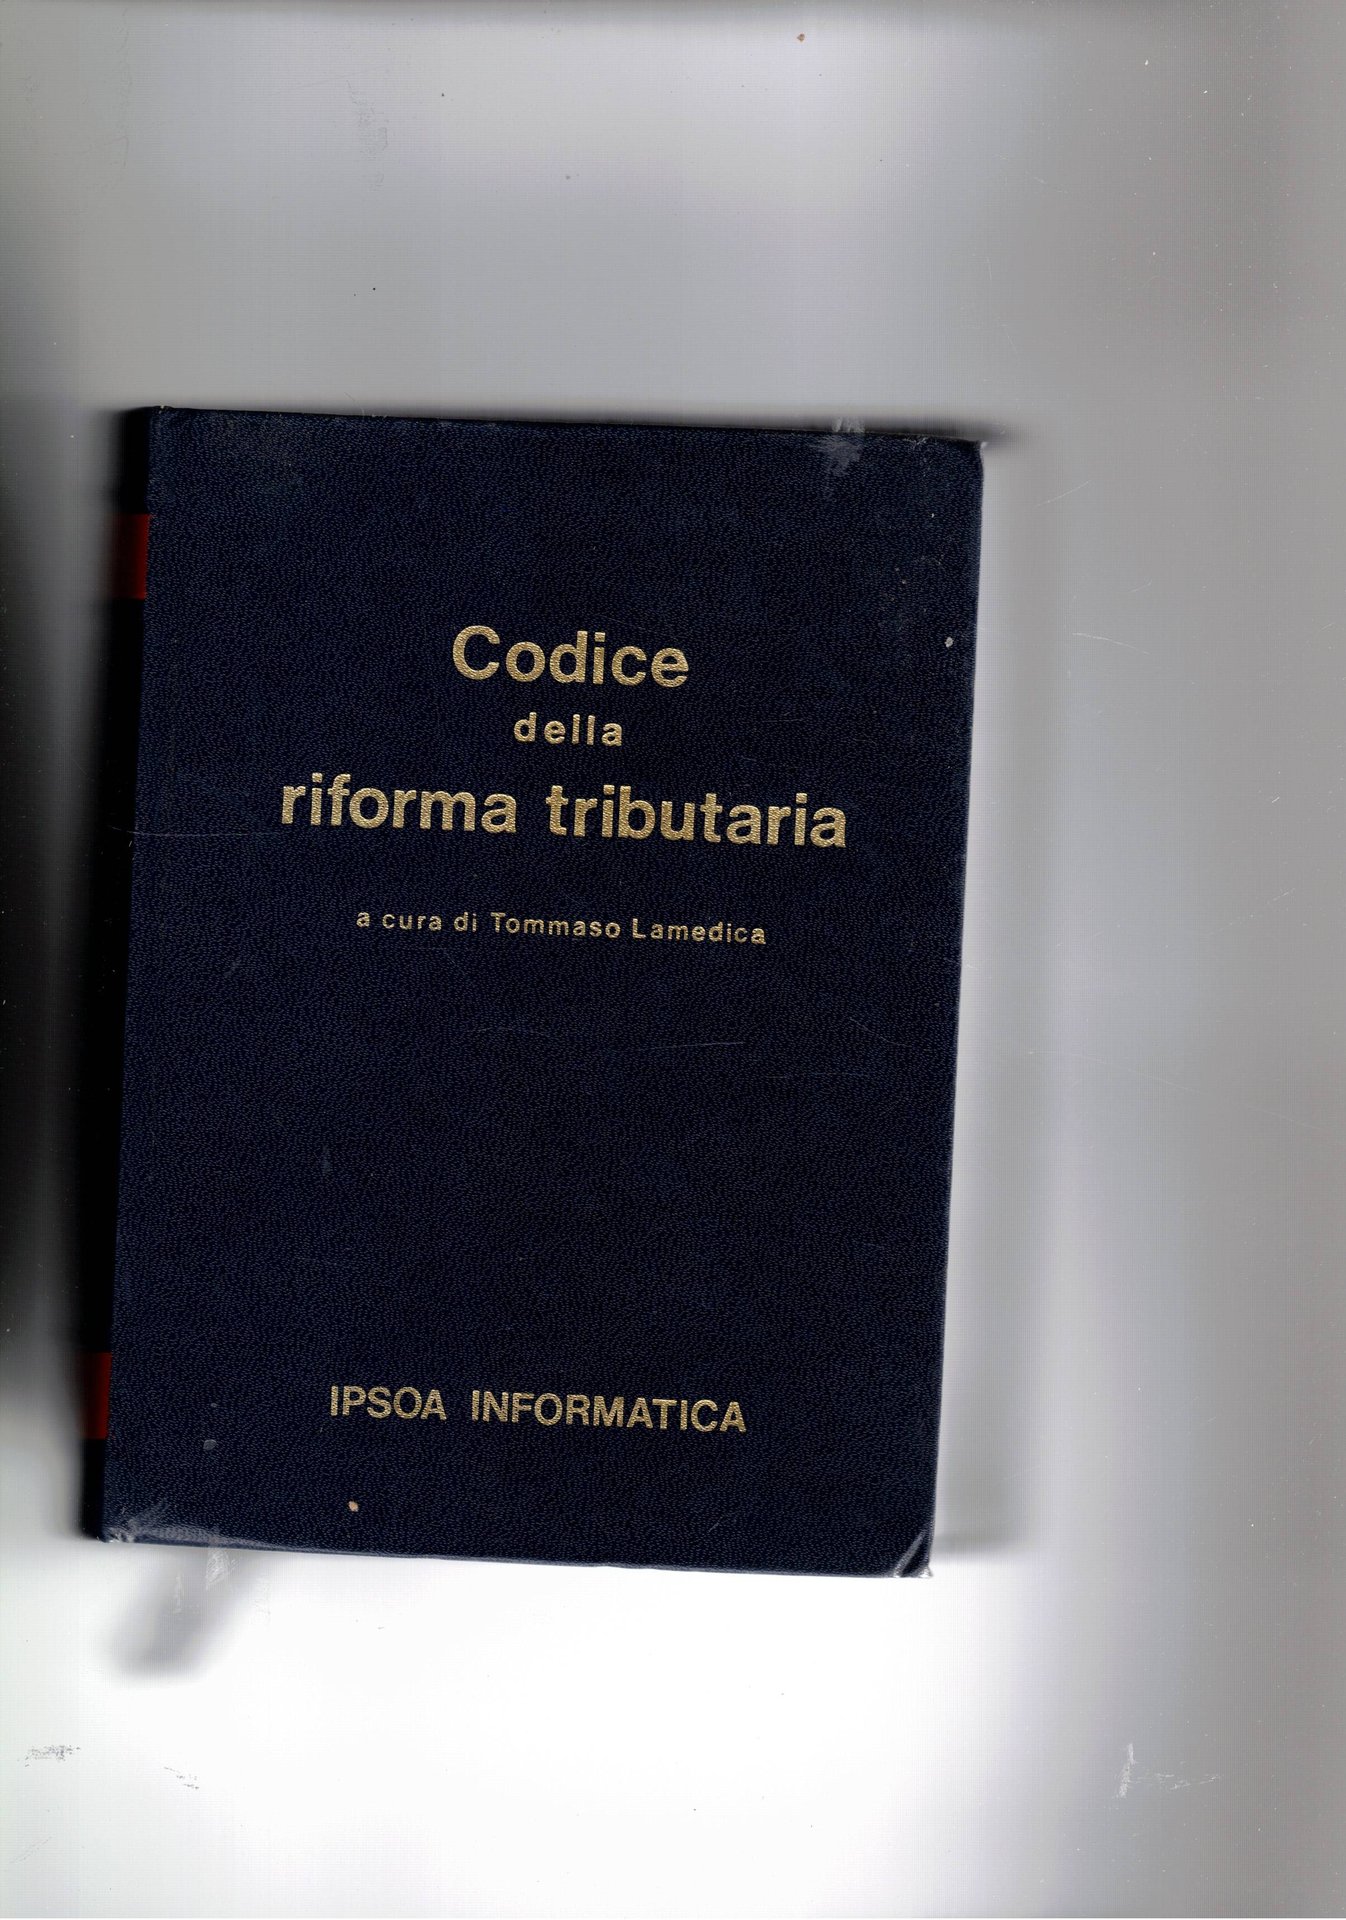 Codice
della
riforma tributaria
a cura di Tommaso Lamedica
IPSOA INFORMATICA